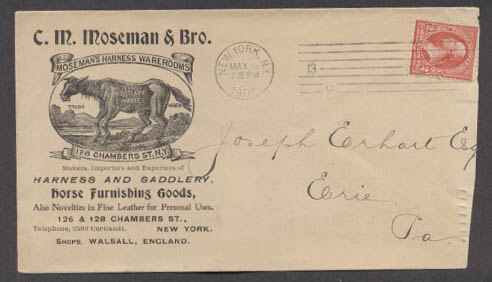 C. M. Moseman & Bro.
MOSEMAN'S HARNESS WAREROOMS
TRADE MARK
128 CHAMBERS ST. N.Y.
Makers, Importers and Exporters of
HARNESS AND SADDLERY,
Horse Furnishing Goods,
Also Novelties in Fine Leather for Personal Uses.
126 & 128 CHAMBERS ST.,
Telephone, 2592 Cortlandt. NEW YORK.
SHOPS, WALSALL, ENGLAND.
NEW YORK, N.Y.
MAY
PM
1901
13
C
Joseph Erhart Esq
Erie
Pa.